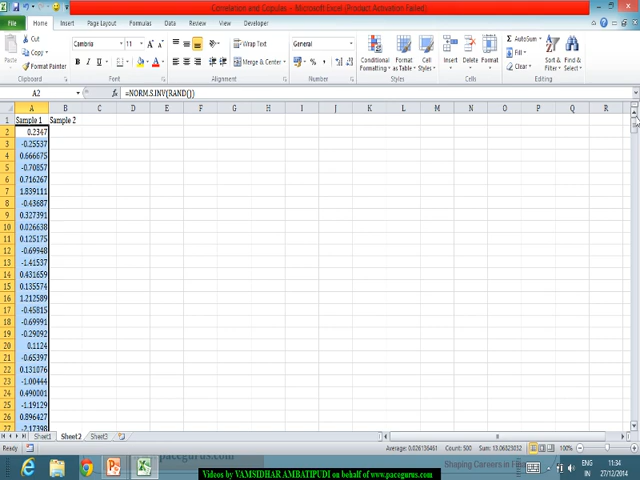 Correlation and Copulas - Microsoft Excel (Product Activation Failed)
File Home Insert Page Layout Formulas Data Review View Developer
Cut
Copy
Format Painter
Clipboard
Cambria 11
B I U
Font
Wrap Text
Merge & Center
Alignment
General
Number
Conditional Formatting
Format as Table
Cell Styles
Styles
Insert Delete Format
Cells
AutoSum
Fill
Clear
Sort & Filter
Find & Select
Editing
A2 fx =NORM.S.INV(RAND())
A B C D E F G H I J K L M N O P Q R
1 Sample 1 Sample 2
2 0.2367
3 -0.25537
4 0.666675
5 -0.70857
6 0.716267
7 1.839111
8 -0.43687
9 0.327391
10 0.026638
11 0.125175
12 -0.69948
13 -1.41537
14 0.431659
15 0.135574
16 1.212589
17 -0.45815
18 -0.69991
19 -0.29092
20 0.1124
21 -0.65397
22 0.131076
23 -1.00444
24 0.490001
25 -1.19129
26 0.896427
27 -2.17398
Sheet1 Sheet2 Sheet3
Ready Average: 0.026136461 Count: 500 Sum: 13.06823032 100%
pacegurus.com
Shaping Careers in Fi
ENG
IN
11:34
27/12/2014
Videos by VAMSIDHAR AMBATIPUDI on behalf of www.pacegurus.com